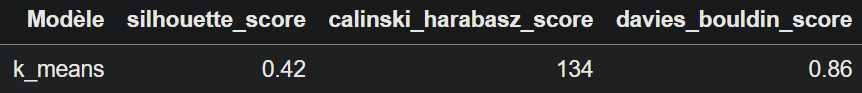 Modèle silhouette_score calinski_harabasz_score davies_bouldin_score
k_means 0.42 134 0.86